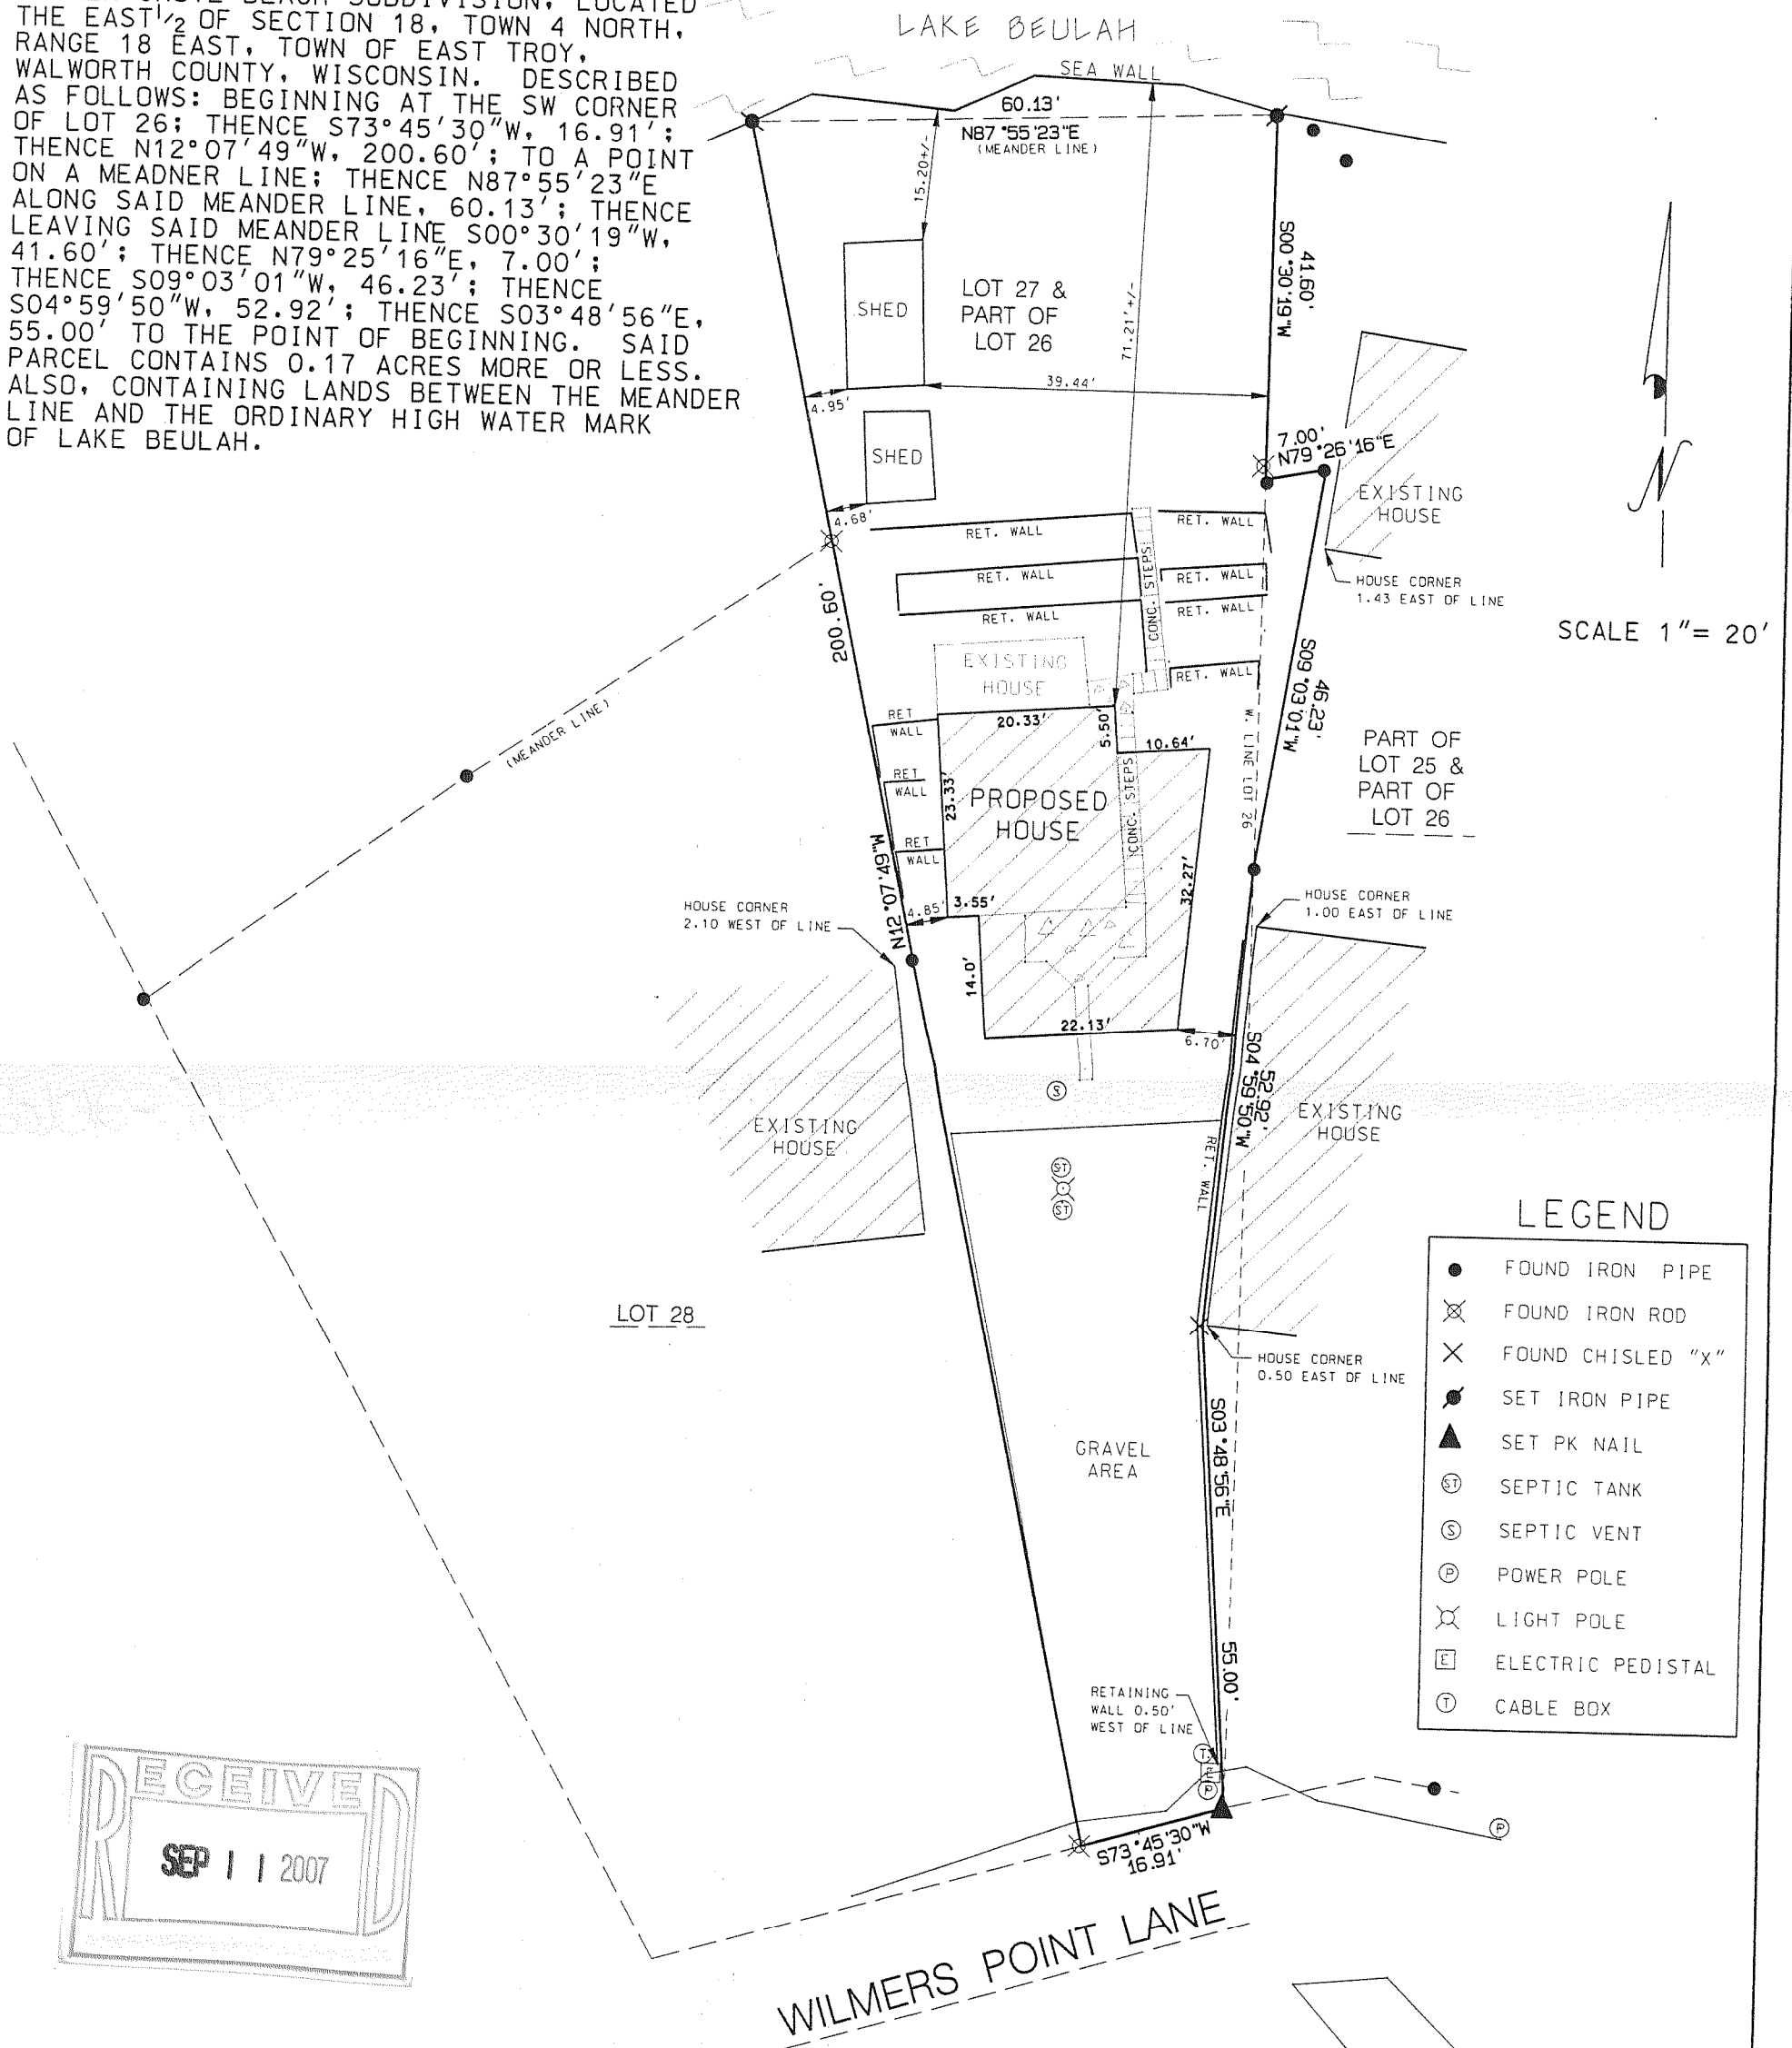 BEACH SUBDIVISION, LOCATED
THE EAST 1/2 OF SECTION 18, TOWN 4 NORTH,
RANGE 18 EAST, TOWN OF EAST TROY,
WALWORTH COUNTY, WISCONSIN. DESCRIBED
AS FOLLOWS: BEGINNING AT THE SW CORNER
OF LOT 26; THENCE S73°45'30"W, 16.91';
THENCE N12°07'49"W, 200.60'; TO A POINT
ON A MEADNER LINE; THENCE N87°55'23"E
ALONG SAID MEANDER LINE, 60.13'; THENCE
LEAVING SAID MEANDER LINE S00°30'19"W,
41.60'; THENCE N79°25'16"E, 7.00';
THENCE S09°03'01"W, 46.23'; THENCE
S04°59'50"W, 52.92'; THENCE S03°48'56"E,
55.00' TO THE POINT OF BEGINNING. SAID
PARCEL CONTAINS 0.17 ACRES MORE OR LESS.
ALSO, CONTAINING LANDS BETWEEN THE MEANDER
LINE AND THE ORDINARY HIGH WATER MARK
OF LAKE BEULAH.
LAKE BEULAH
SEA WALL
60.13'
N87°55'23"E
(MEANDER LINE)
15.20+/-
71.21'+/-
41.60'
S00°30'19"W
SHED
LOT 27 &
PART OF
LOT 26
39.44'
4.95'
SHED
4.68'
7.00'
N79°26'16"E
EXISTING
HOUSE
HOUSE CORNER
1.43 EAST OF LINE
N
SCALE 1"= 20'
RET. WALL
RET. WALL
RET. WALL
RET. WALL
RET. WALL
RET. WALL
RET. WALL
CONC. STEPS
200.60'
(MEANDER LINE)
EXISTING
HOUSE
46.23'
S09°03'01"W
W. LINE LOT 26
PART OF
LOT 25 &
PART OF
LOT 26
RET
WALL
RET
WALL
RET
WALL
20.33'
5.50'
10.64'
23.33'
PROPOSED
HOUSE
CONC. STEPS
32.27'
N12°07'49"W
4.85'
3.55'
14.0'
22.13'
6.70'
HOUSE CORNER
2.10 WEST OF LINE
HOUSE CORNER
1.00 EAST OF LINE
52.92'
S04°59'50"W
S
EXISTING
HOUSE
EXISTING
HOUSE
RET. WALL
ST
ST
LOT 28
HOUSE CORNER
0.50 EAST OF LINE
GRAVEL
AREA
S03°48'56"E
55.00'
RETAINING
WALL 0.50'
WEST OF LINE
T
E
P
P
S73°45'30"W
16.91'
WILMERS POINT LANE
LEGEND
FOUND IRON PIPE
FOUND IRON ROD
FOUND CHISLED "X"
SET IRON PIPE
SET PK NAIL
ST SEPTIC TANK
S SEPTIC VENT
P POWER POLE
LIGHT POLE
E ELECTRIC PEDISTAL
T CABLE BOX
RECEIVED
SEP 11 2007